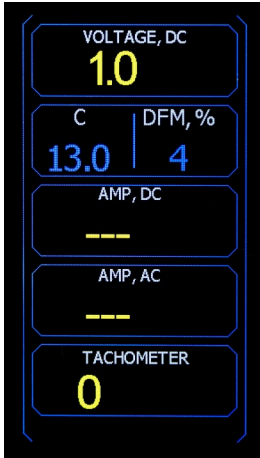 VOLTAGE, DC
1.0
C DFM, %
13.0 4
AMP, DC
---
AMP, AC
---
TACHOMETER
0